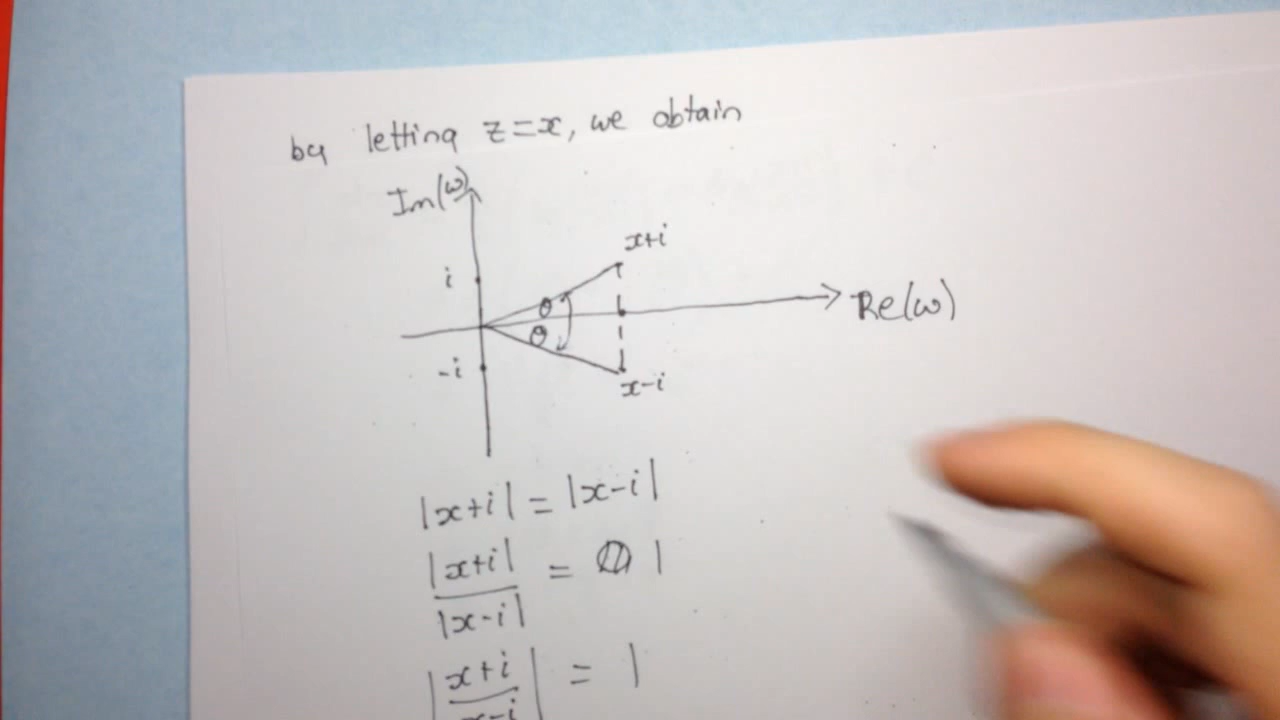 by letting z=x, we obtain
Im(ω)
x+i
i
θ
Re(ω)
θ
-i
x-i
|x+i| = |x-i|
|x+i|/|x-i| = 1
|x+i/x-i| = 1